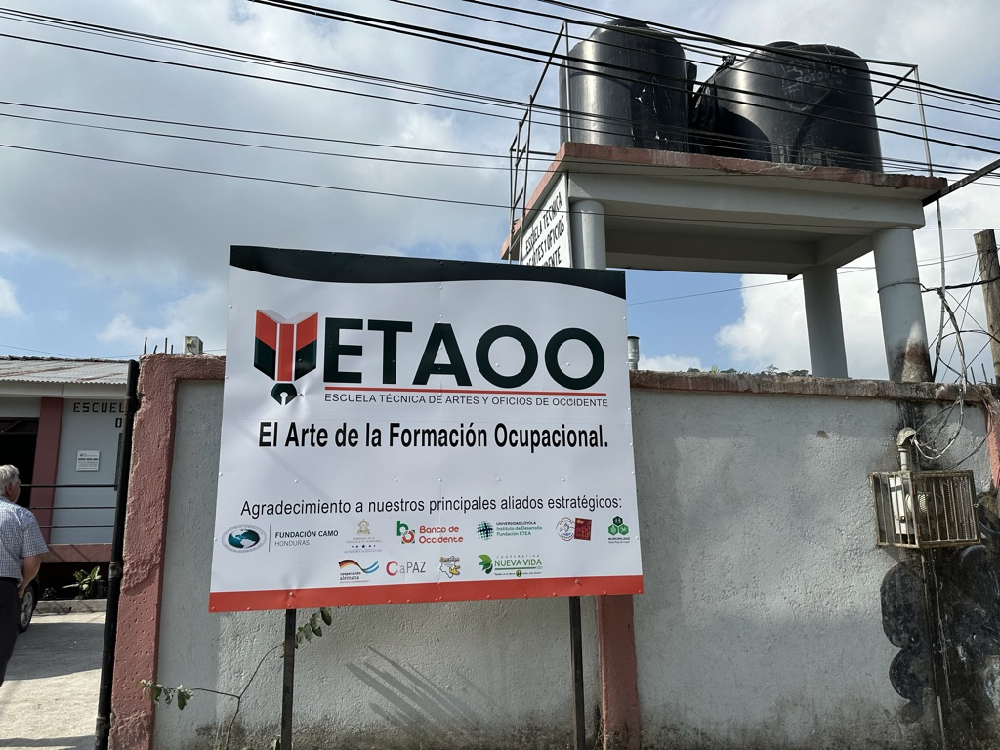 ESCUELA TÉCNICA
DE ARTES Y OFICIOS
ETAOO
ESCUELA TÉCNICA DE ARTES Y OFICIOS DE OCCIDENTE
El Arte de la Formación Ocupacional.
Agradecimiento a nuestros principales aliados estratégicos:
FUNDACIÓN CAMO
HONDURAS
Banco de
Occidente
UNIVERSIDAD LOYOLA
Instituto de Desarrollo
Fundación ETEA
cooperación
alemana
CaPAZ
COOPERATIVA
NUEVA VIDA
ESCUEL